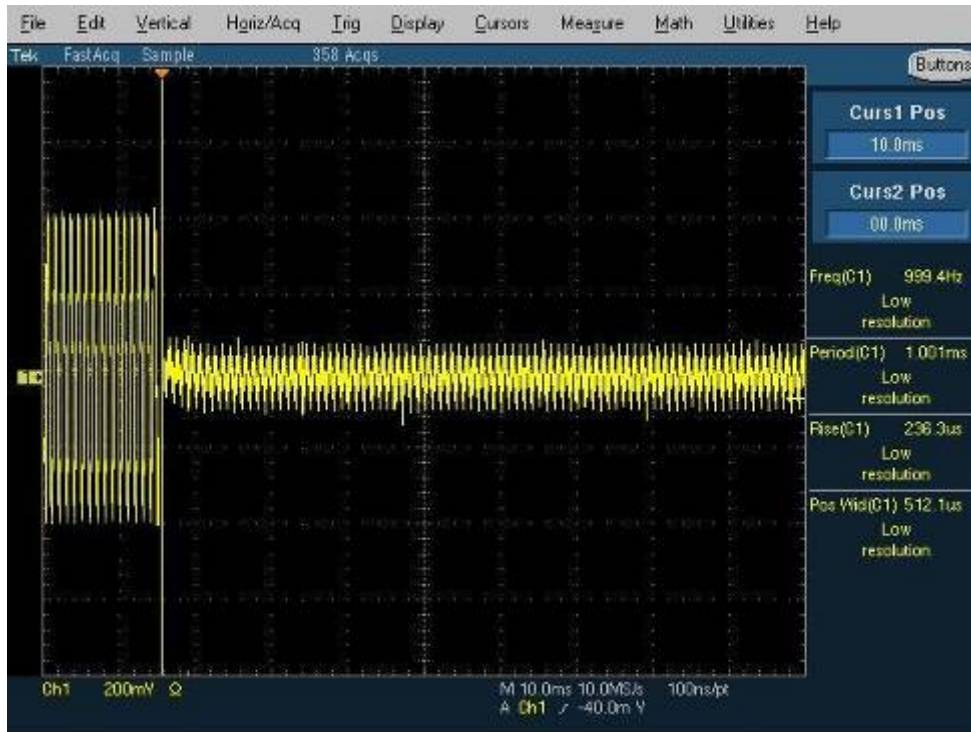 File Edit Vertical Horiz/Acq Trig Display Cursors Measure Math Utilities Help
Tek FastAcq Sample 358 Acqs
Buttons
Curs1 Pos
10.0ms
Curs2 Pos
00.0ms
Freq(C1) 999.4Hz
Low
resolution
Period(C1) 1.001ms
Low
resolution
Rise(C1) 236.3us
Low
resolution
Pos Wid(C1) 512.1us
Low
resolution
1
Ch1 200mV Ω
M 10.0ms 10.0MS/s 100ns/pt
A Ch1 / -40.0m V